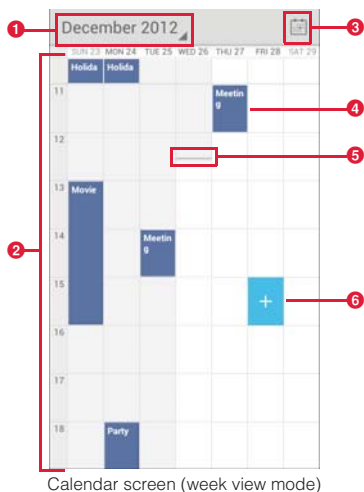 December 2012
1
3
SUN 23 MON 24 TUE 25 WED 26 THU 27 FRI 28 SAT 29
Holida Holida
11
Meetin
g
4
12
5
13 Movie
2
14 Meetin
g
15
+
6
16
17
18 Party
Calendar screen (week view mode)